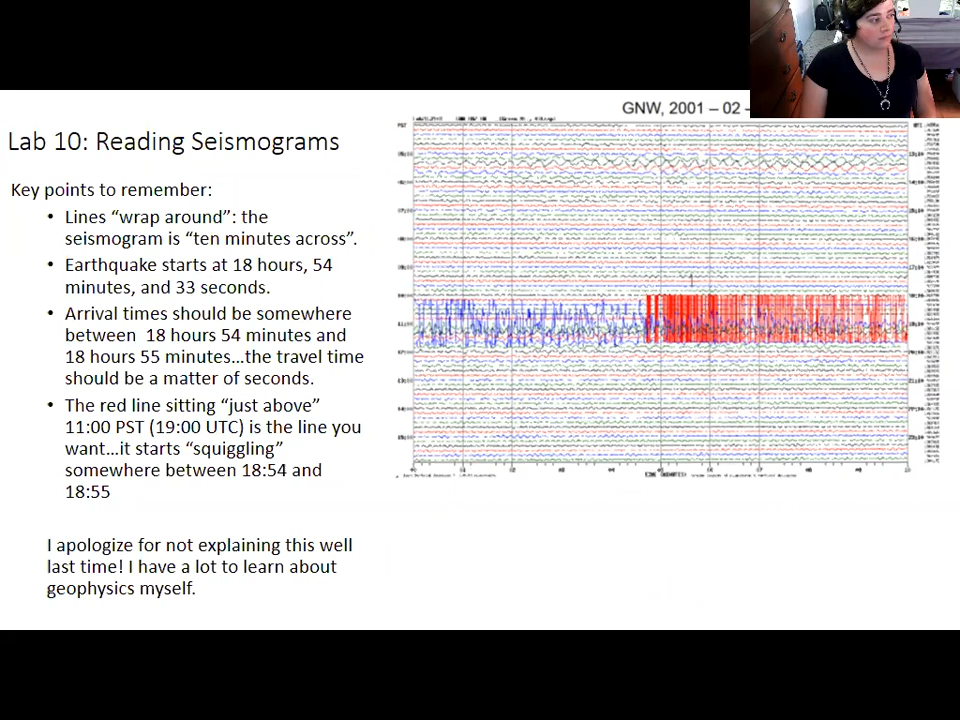 GNW, 2001 – 02 –
Lab 10: Reading Seismograms
Key points to remember:
• Lines “wrap around”: the
seismogram is “ten minutes across”.
• Earthquake starts at 18 hours, 54
minutes, and 33 seconds.
• Arrival times should be somewhere
between 18 hours 54 minutes and
18 hours 55 minutes…the travel time
should be a matter of seconds.
• The red line sitting “just above”
11:00 PST (19:00 UTC) is the line you
want…it starts “squiggling”
somewhere between 18:54 and
18:55
I apologize for not explaining this well
last time! I have a lot to learn about
geophysics myself.
PST